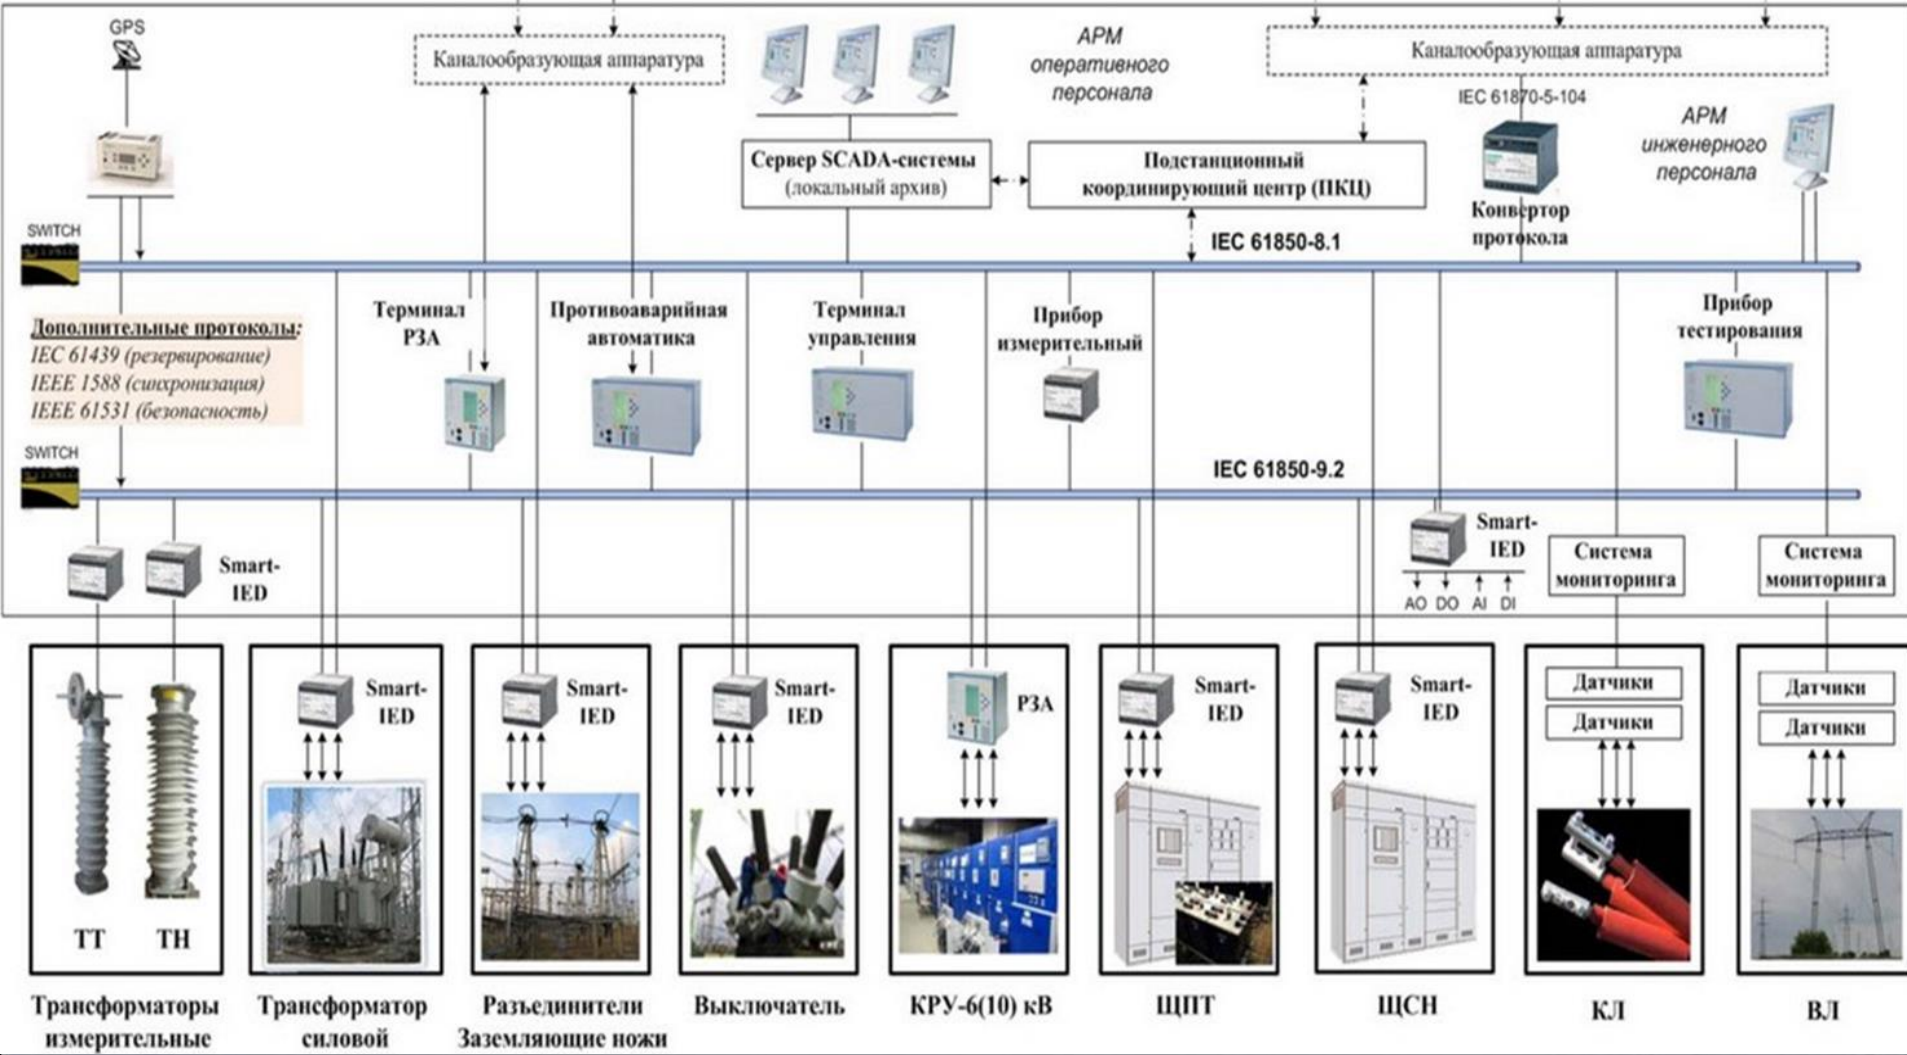 GPS
Каналообразующая аппаратура
АРМ
оперативного
персонала
Каналообразующая аппаратура
IEC 61870-5-104
АРМ
инженерного
персонала
Сервер SCADA-системы
(локальный архив)
Подстанционный
координирующий центр (ПКЦ)
Конвертор
протокола
SWITCH
IEC 61850-8.1
Дополнительные протоколы:
IEC 61439 (резервирование)
IEEE 1588 (синхронизация)
IEEE 61531 (безопасность)
Терминал
РЗА
Противоаварийная
автоматика
Терминал
управления
Прибор
измерительный
Прибор
тестирования
SWITCH
IEC 61850-9.2
Smart-
IED
Smart-
IED
AO DO AI DI
Система
мониторинга
Система
мониторинга
ТТ
ТН
Smart-
IED
Smart-
IED
Smart-
IED
РЗА
Smart-
IED
Smart-
IED
Датчики
Датчики
Датчики
Датчики
Трансформаторы
измерительные
Трансформатор
силовой
Разъединители
Заземляющие ножи
Выключатель
КРУ-6(10) кВ
ЩПТ
ЩСН
КЛ
ВЛ